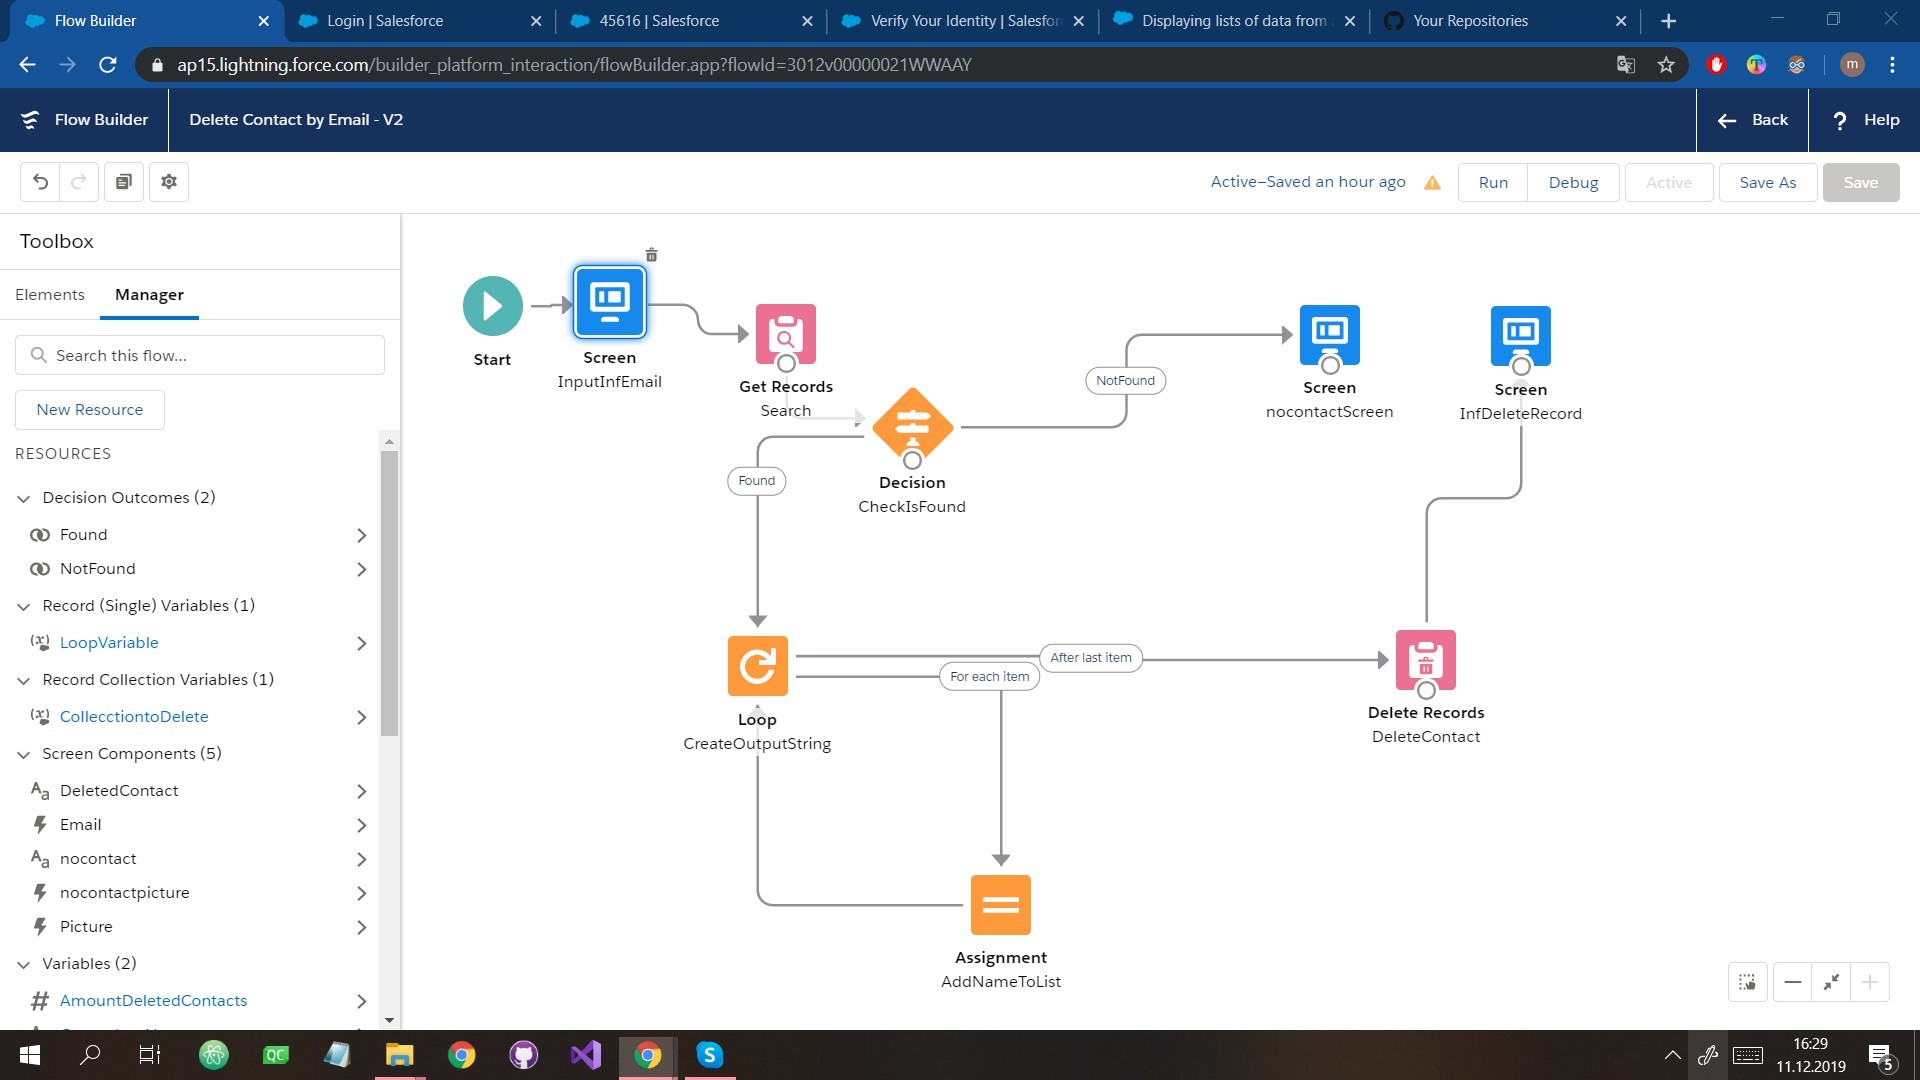 Flow Builder
Login | Salesforce
45616 | Salesforce
Verify Your Identity | Salesfor
Displaying lists of data from
Your Repositories
ap15.lightning.force.com/builder_platform_interaction/flowBuilder.app?flowId=3012v00000021WWAAY
m
Flow Builder
Delete Contact by Email - V2
Back
? Help
Active–Saved an hour ago
Run
Debug
Active
Save As
Save
Toolbox
Elements
Manager
Search this flow...
New Resource
RESOURCES
Decision Outcomes (2)
Found
NotFound
Record (Single) Variables (1)
LoopVariable
Record Collection Variables (1)
CollecctiontoDelete
Screen Components (5)
DeletedContact
Email
nocontact
nocontactpicture
Picture
Variables (2)
AmountDeletedContacts
Start
Screen
InputInfEmail
Get Records
Search
Decision
CheckIsFound
NotFound
Screen
nocontactScreen
Screen
InfDeleteRecord
Found
Loop
CreateOutputString
After last item
For each item
Delete Records
DeleteContact
Assignment
AddNameToList
QC
S
16:29
11.12.2019
5